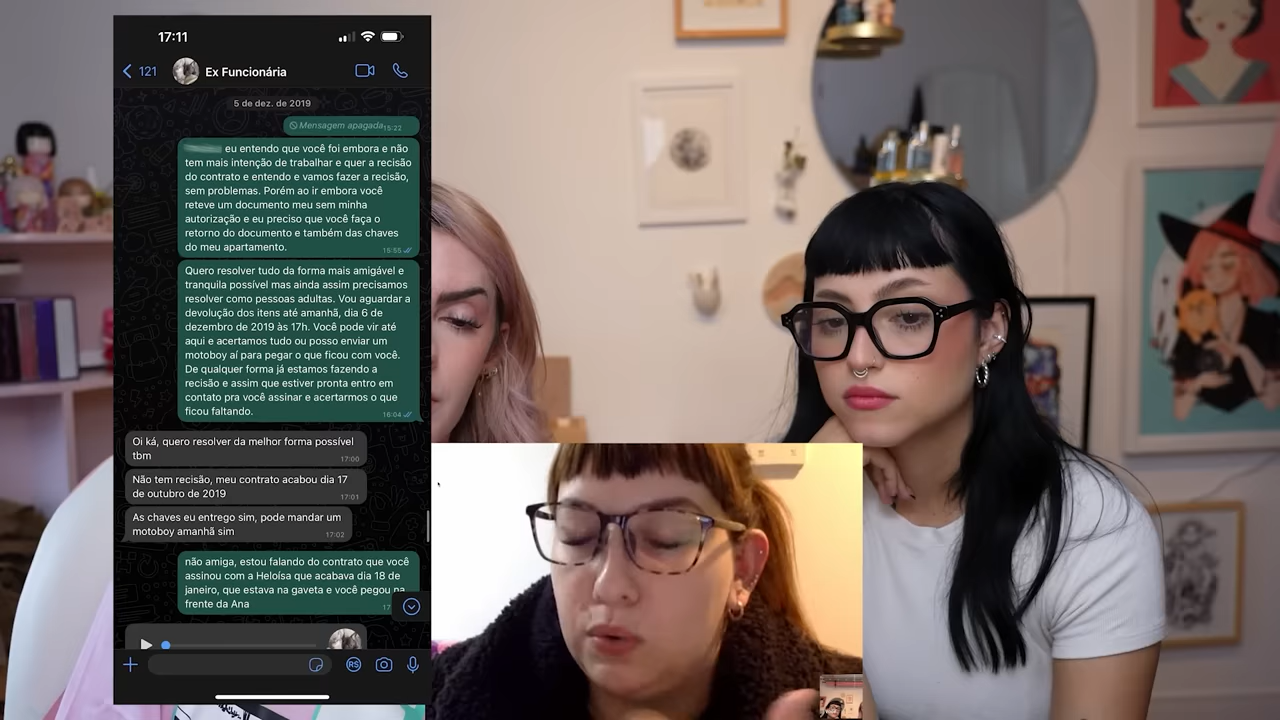 17:11
121
Ex Funcionária
5 de dez. de 2019
Mensagem apagada 15:22
eu entendo que você foi embora e não
tem mais intenção de trabalhar e quer a recisão
do contrato e entendo e vamos fazer a recisão,
sem problemas. Porém ao ir embora você
reteve um documento meu sem minha
autorização e eu preciso que você faça o
retorno do documento e também das chaves
do meu apartamento.
15:55
Quero resolver tudo da forma mais amigável e
tranquila possível mas ainda assim precisamos
resolver como pessoas adultas. Vou aguardar a
devolução dos itens até amanhã, dia 6 de
dezembro de 2019 às 17h. Você pode vir até
aqui e acertamos tudo ou posso enviar um
motoboy aí para pegar o que ficou com você.
De qualquer forma já estamos fazendo a
recisão e assim que estiver pronta entro em
contato pra você assinar e acertarmos o que
ficou faltando.
16:04
Oi ká, quero resolver da melhor forma possível
tbm
17:00
Não tem recisão, meu contrato acabou dia 17
de outubro de 2019
17:01
As chaves eu entrego sim, pode mandar um
motoboy amanhã sim
17:02
não amiga, estou falando do contrato que você
assinou com a Heloísa que acabava dia 18 de
janeiro, que estava na gaveta e você pegou na
frente da Ana
17
R$